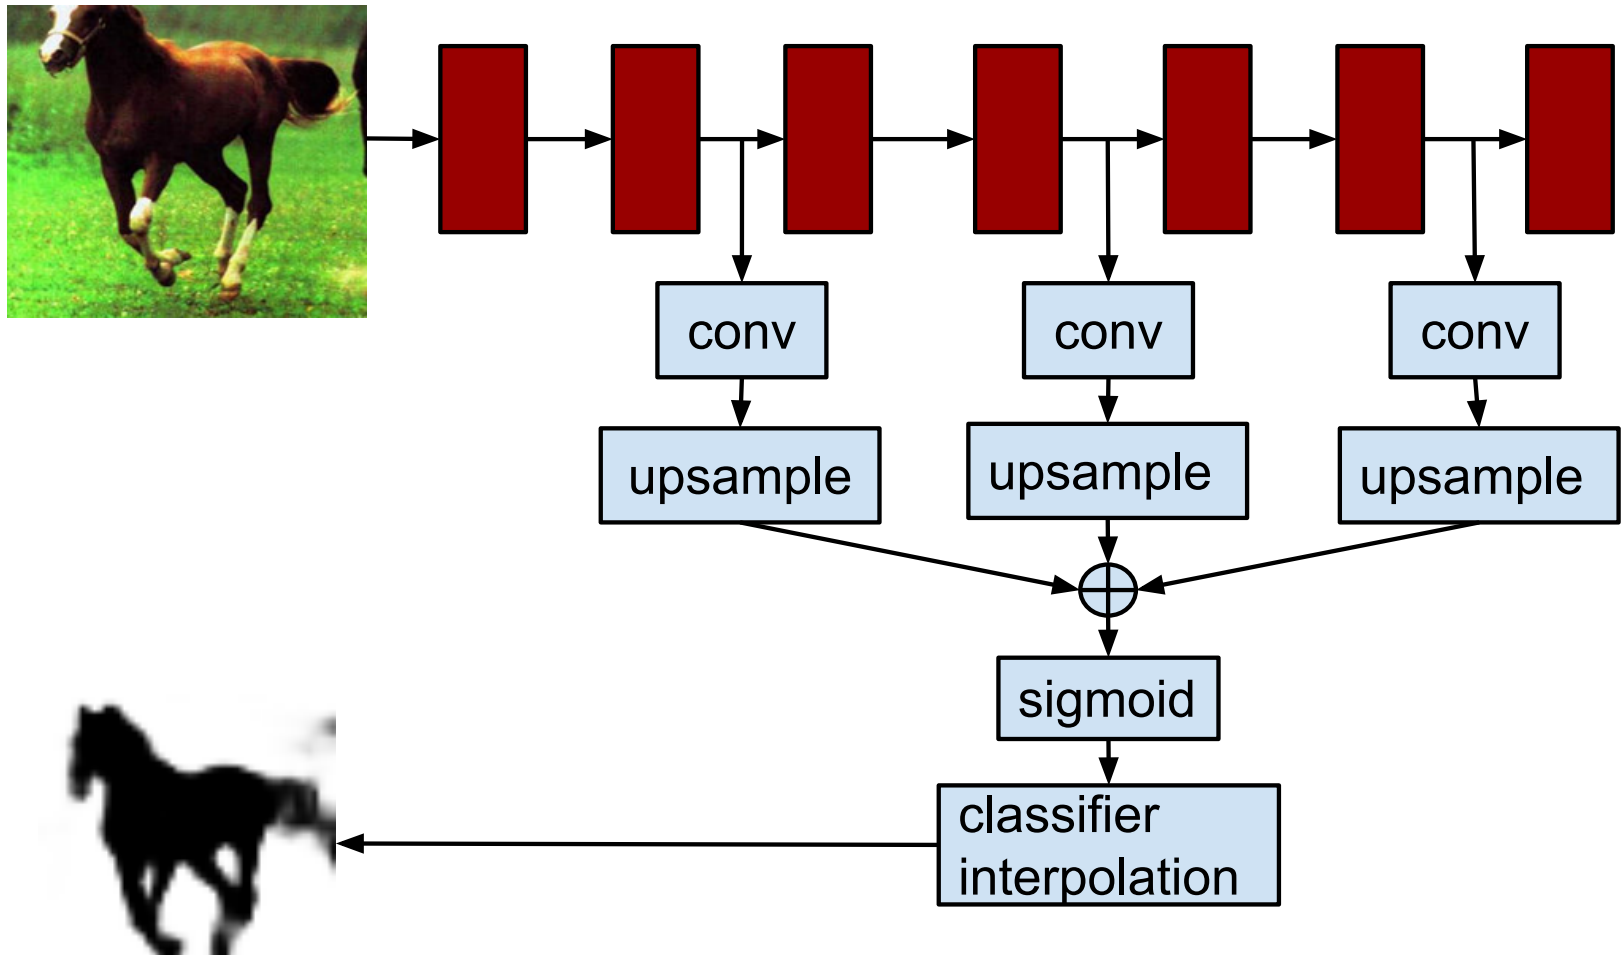 conv
conv
conv
upsample
upsample
upsample
sigmoid
classifier
interpolation